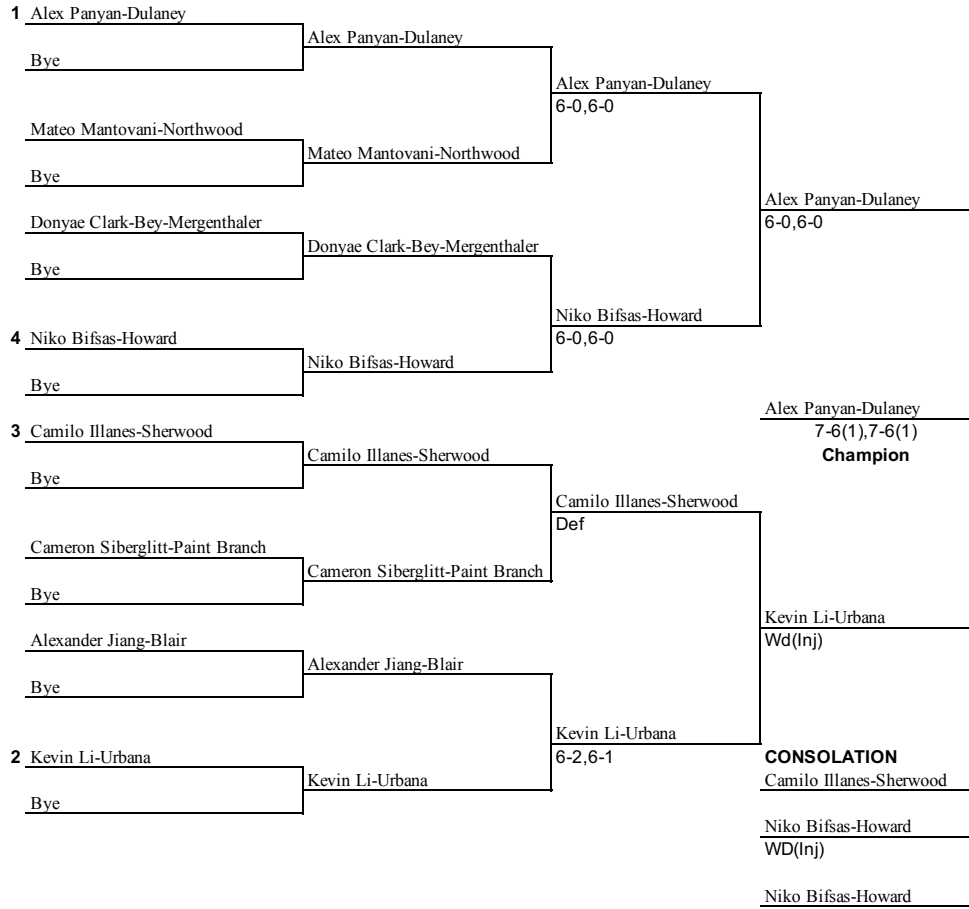 1 Alex Panyan-Dulaney
Alex Panyan-Dulaney
Bye
Alex Panyan-Dulaney
6-0,6-0
Mateo Mantovani-Northwood
Mateo Mantovani-Northwood
Bye
Alex Panyan-Dulaney
6-0,6-0
Donyae Clark-Bey-Mergenthaler
Donyae Clark-Bey-Mergenthaler
Bye
Niko Bifsas-Howard
6-0,6-0
4 Niko Bifsas-Howard
Niko Bifsas-Howard
Bye
Alex Panyan-Dulaney
7-6(1),7-6(1)
Champion
3 Camilo Illanes-Sherwood
Camilo Illanes-Sherwood
Bye
Camilo Illanes-Sherwood
Def
Cameron Siberglitt-Paint Branch
Cameron Siberglitt-Paint Branch
Bye
Kevin Li-Urbana
Wd(Inj)
Alexander Jiang-Blair
Alexander Jiang-Blair
Bye
Kevin Li-Urbana
6-2,6-1
2 Kevin Li-Urbana
Kevin Li-Urbana
Bye
CONSOLATION
Camilo Illanes-Sherwood
Niko Bifsas-Howard
WD(Inj)
Niko Bifsas-Howard